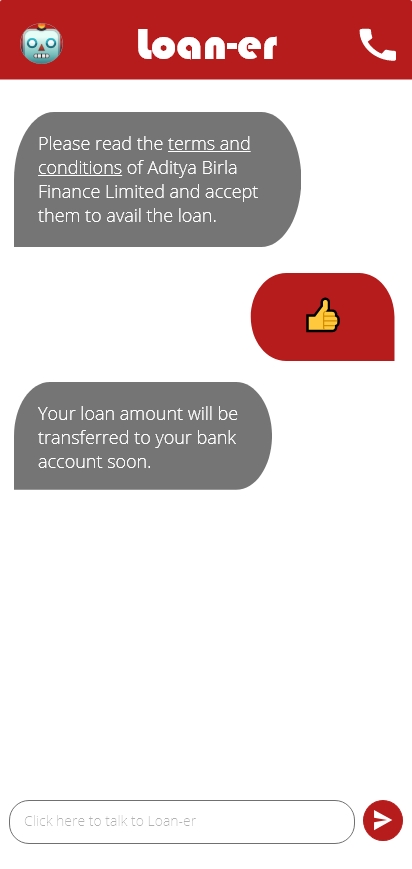 Loan-er
Please read the terms and
conditions of Aditya Birla
Finance Limited and accept
them to avail the loan.
Your loan amount will be
transferred to your bank
account soon.
Click here to talk to Loan-er